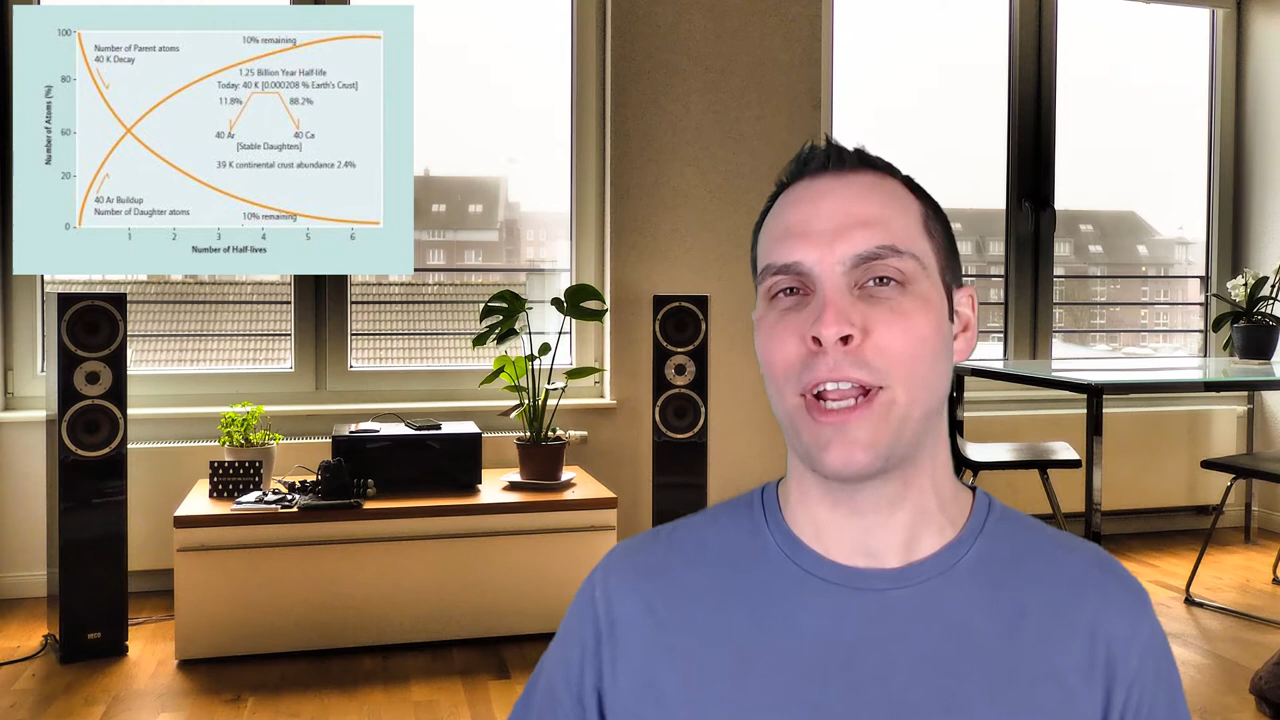 100
80
60
20
0
Number of Atoms (%)
Number of Parent atoms
40 K Decay
10% remaining
1.25 Billion Year Half-life
Today: 40 K [0.000208 % Earth's Crust]
11.8%
88.2%
40 Ar
40 Ca
[Stable Daughters]
39 K continental crust abundance 2.4%
40 Ar Buildup
Number of Daughter atoms
10% remaining
1 2 3 4 5 6
Number of Half-lives
HECO